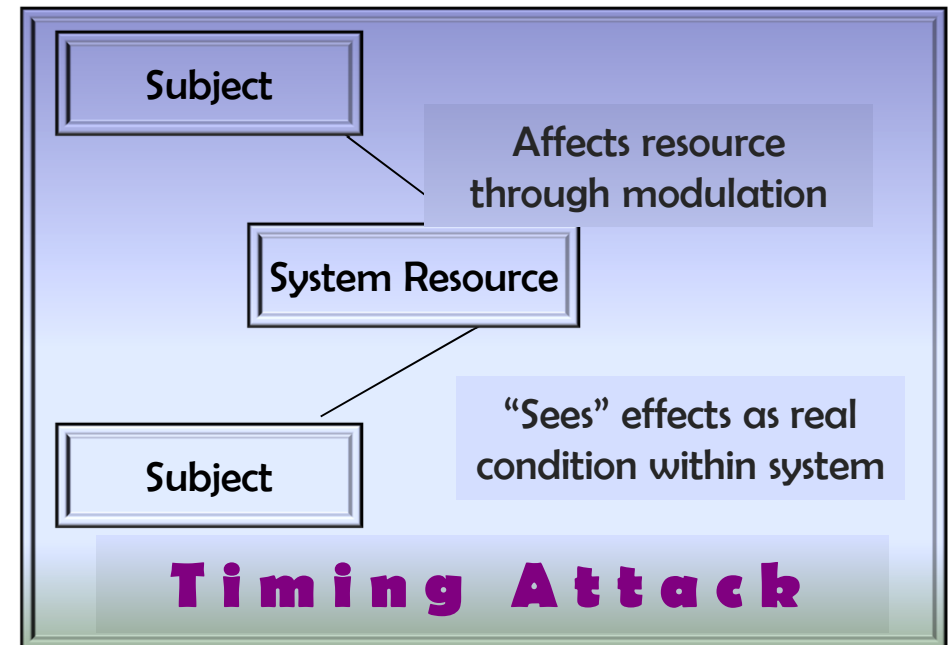 Subject
Affects resource
through modulation
System Resource
“Sees” effects as real
condition within system
Subject
Timing Attack